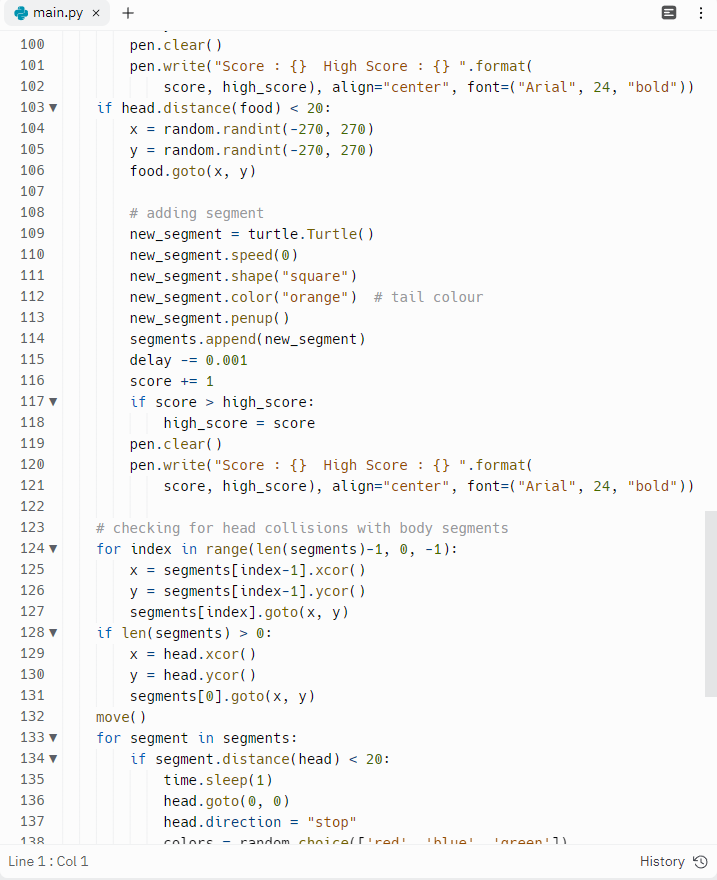 main.py × +
100 pen.clear()
101 pen.write("Score : {}  High Score : {} ".format(
102 score, high_score), align="center", font=("Arial", 24, "bold"))
103 if head.distance(food) < 20:
104 x = random.randint(-270, 270)
105 y = random.randint(-270, 270)
106 food.goto(x, y)
107
108 # adding segment
109 new_segment = turtle.Turtle()
110 new_segment.speed(0)
111 new_segment.shape("square")
112 new_segment.color("orange")  # tail colour
113 new_segment.penup()
114 segments.append(new_segment)
115 delay -= 0.001
116 score += 1
117 if score > high_score:
118 high_score = score
119 pen.clear()
120 pen.write("Score : {}  High Score : {} ".format(
121 score, high_score), align="center", font=("Arial", 24, "bold"))
122
123 # checking for head collisions with body segments
124 for index in range(len(segments)-1, 0, -1):
125 x = segments[index-1].xcor()
126 y = segments[index-1].ycor()
127 segments[index].goto(x, y)
128 if len(segments) > 0:
129 x = head.xcor()
130 y = head.ycor()
131 segments[0].goto(x, y)
132 move()
133 for segment in segments:
134 if segment.distance(head) < 20:
135 time.sleep(1)
136 head.goto(0, 0)
137 head.direction = "stop"
138 colors = random.choice(['red', 'blue', 'green'])
Line 1 : Col 1
History